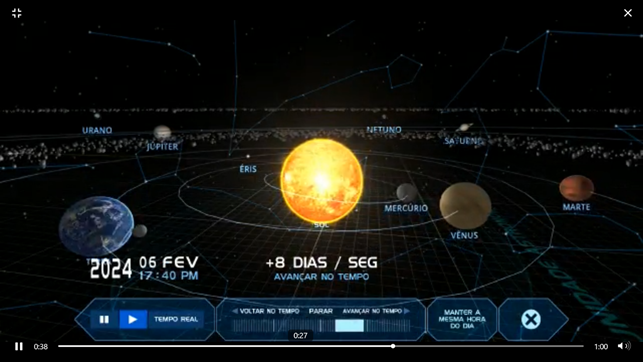 URANO
NETUNO
JÚPITER
SATURNO
ÉRIS
MERCÚRIO
MARTE
SOL
VÊNUS
2024 06 FEV
17:40 PM
+8 DIAS / SEG
AVANÇAR NO TEMPO
TEMPO REAL
VOLTAR NO TEMPO PARAR AVANÇAR NO TEMPO
MANTER A
MESMA HORA
DO DIA
0:27
0:38
1:00